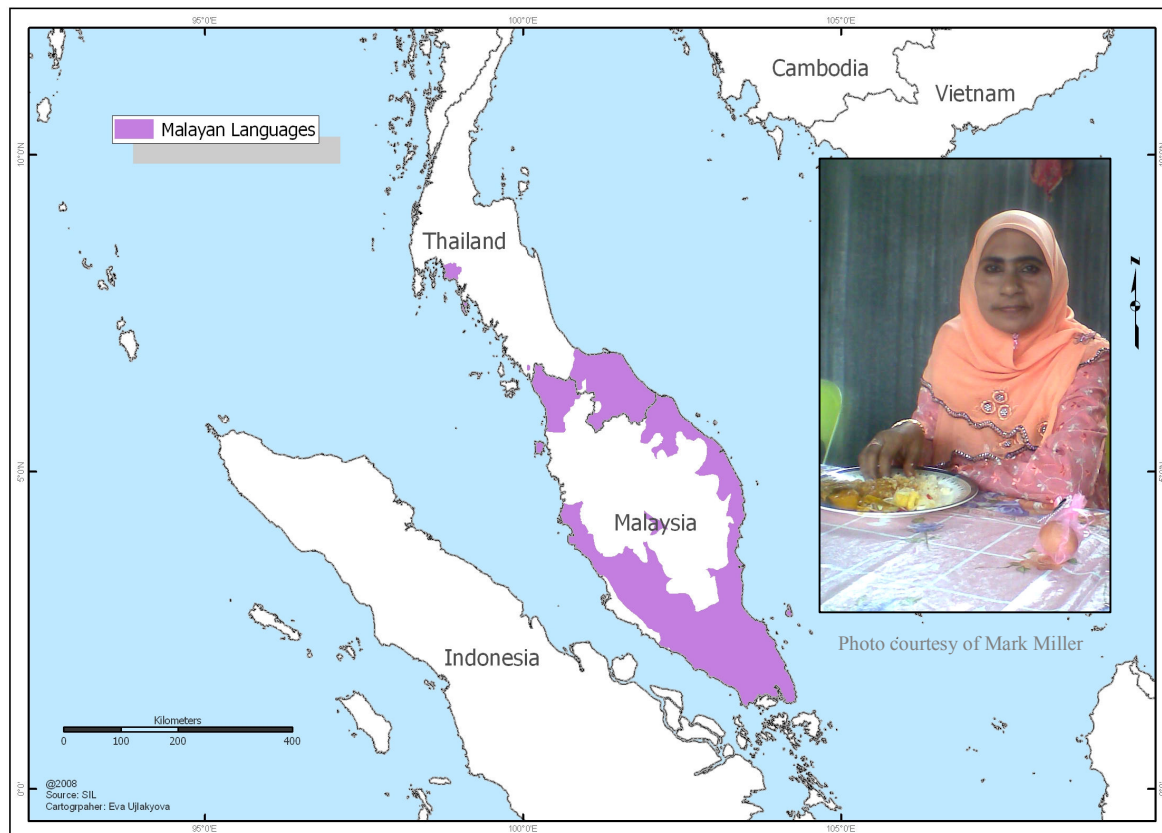 95°0'E
100°0'E
105°0'E
Cambodia
Vietnam
Malayan Languages
10°0'N
Thailand
5°0'N
Malaysia
Photo courtesy of Mark Miller
Indonesia
Kilometers
0 100 200 400
@2008
Source: SIL
Cartogrpaher: Eva Ujlakyova
0°0'
95°0'E
100°0'E
105°0'E